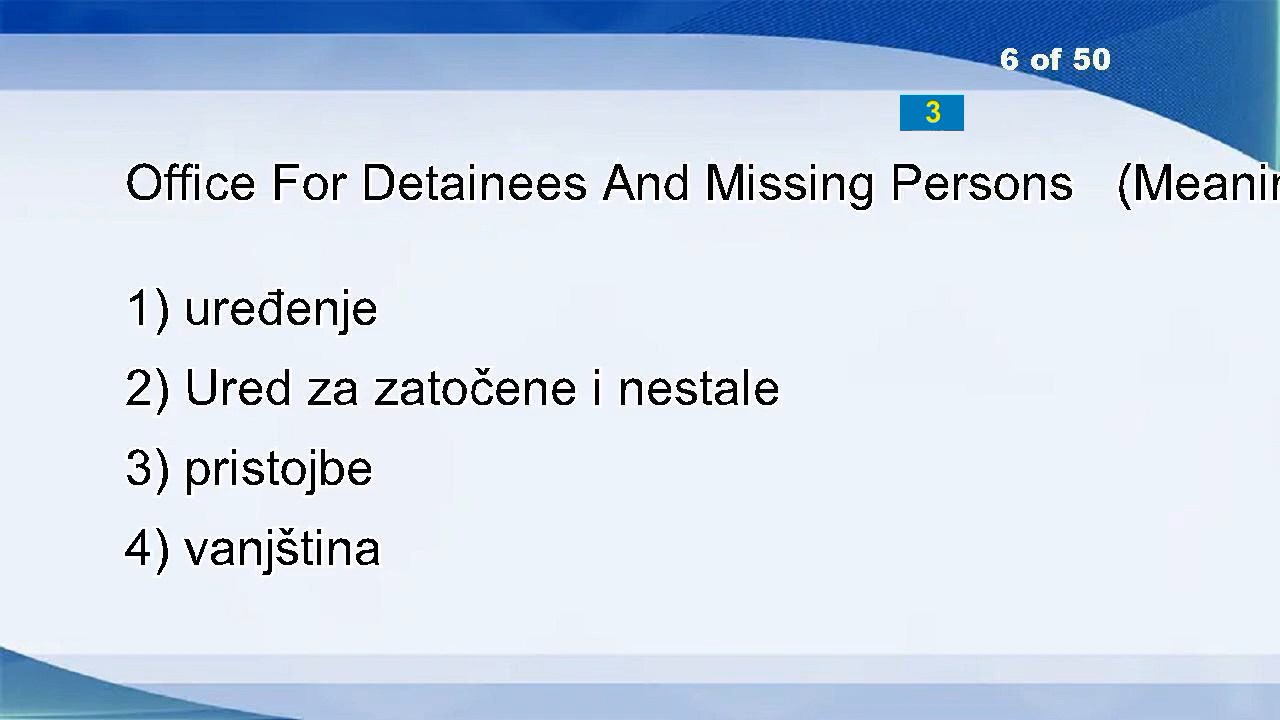 6 of 50
3
Office For Detainees And Missing Persons (Meanin
1) uređenje
2) Ured za zatočene i nestale
3) pristojbe
4) vanjština